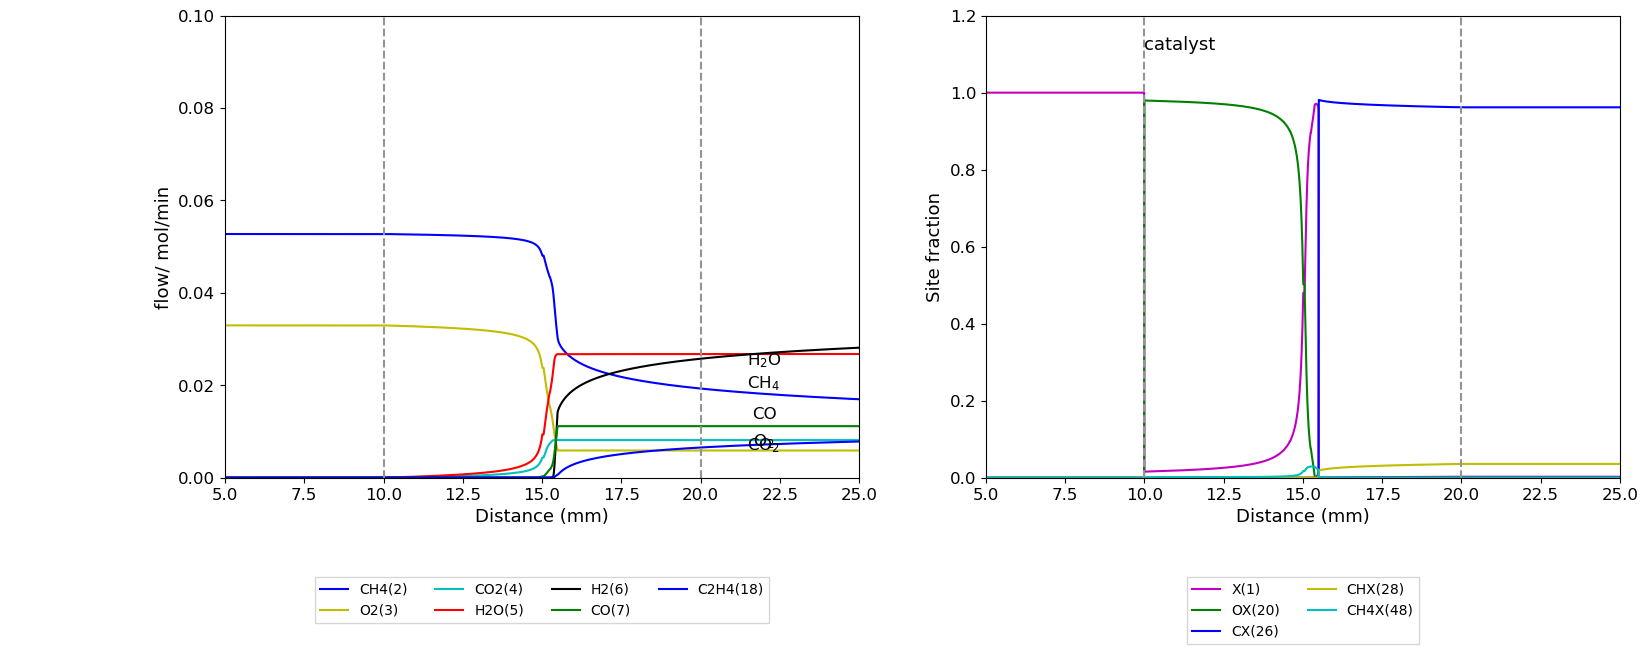 0.10
0.08
0.06
0.04
0.02
0.00
flow/ mol/min
H₂O
CH₄
CO
O₂
CO₂
5.0 7.5 10.0 12.5 15.0 17.5 20.0 22.5 25.0
Distance (mm)
CH4(2) CO2(4) H2(6) C2H4(18)
O2(3) H2O(5) CO(7)
1.2
1.0
0.8
0.6
0.4
0.2
0.0
Site fraction
catalyst
5.0 7.5 10.0 12.5 15.0 17.5 20.0 22.5 25.0
Distance (mm)
X(1) CHX(28)
OX(20) CH4X(48)
CX(26)